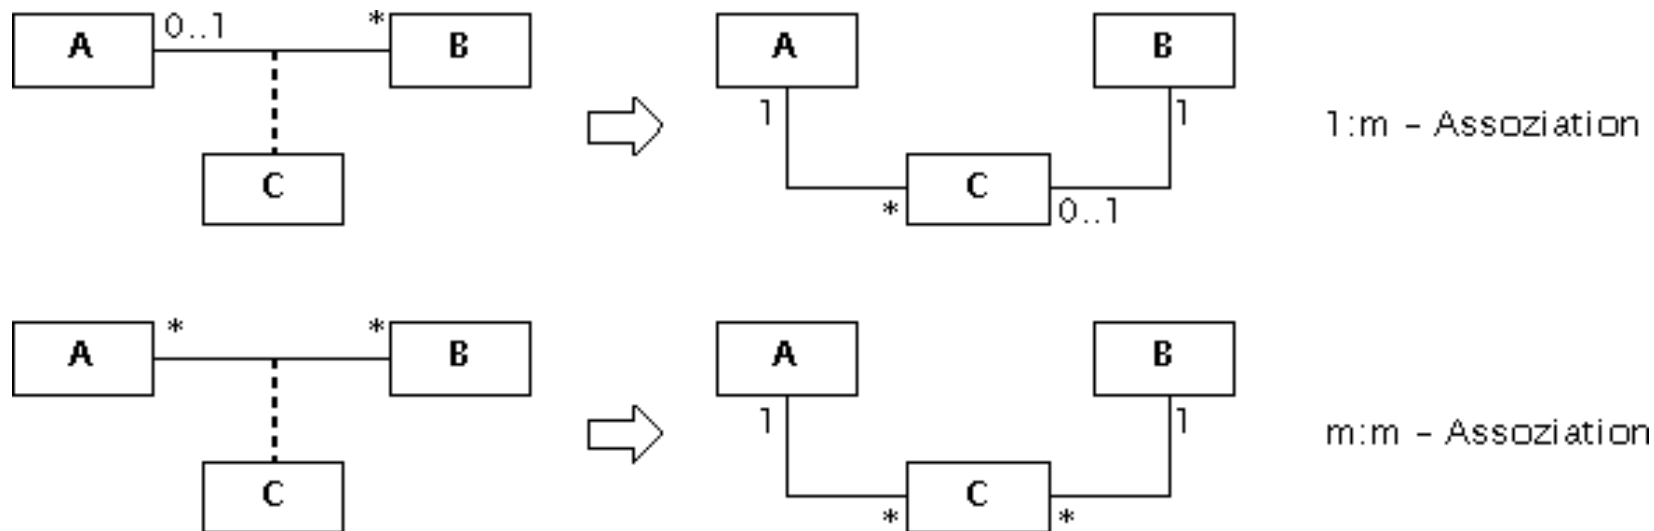 0..1 * 
A B A B
1 1 1:m – Assoziation
C C
* 0..1
* *
A B A B
1 1 m:m – Assoziation
C C
* *